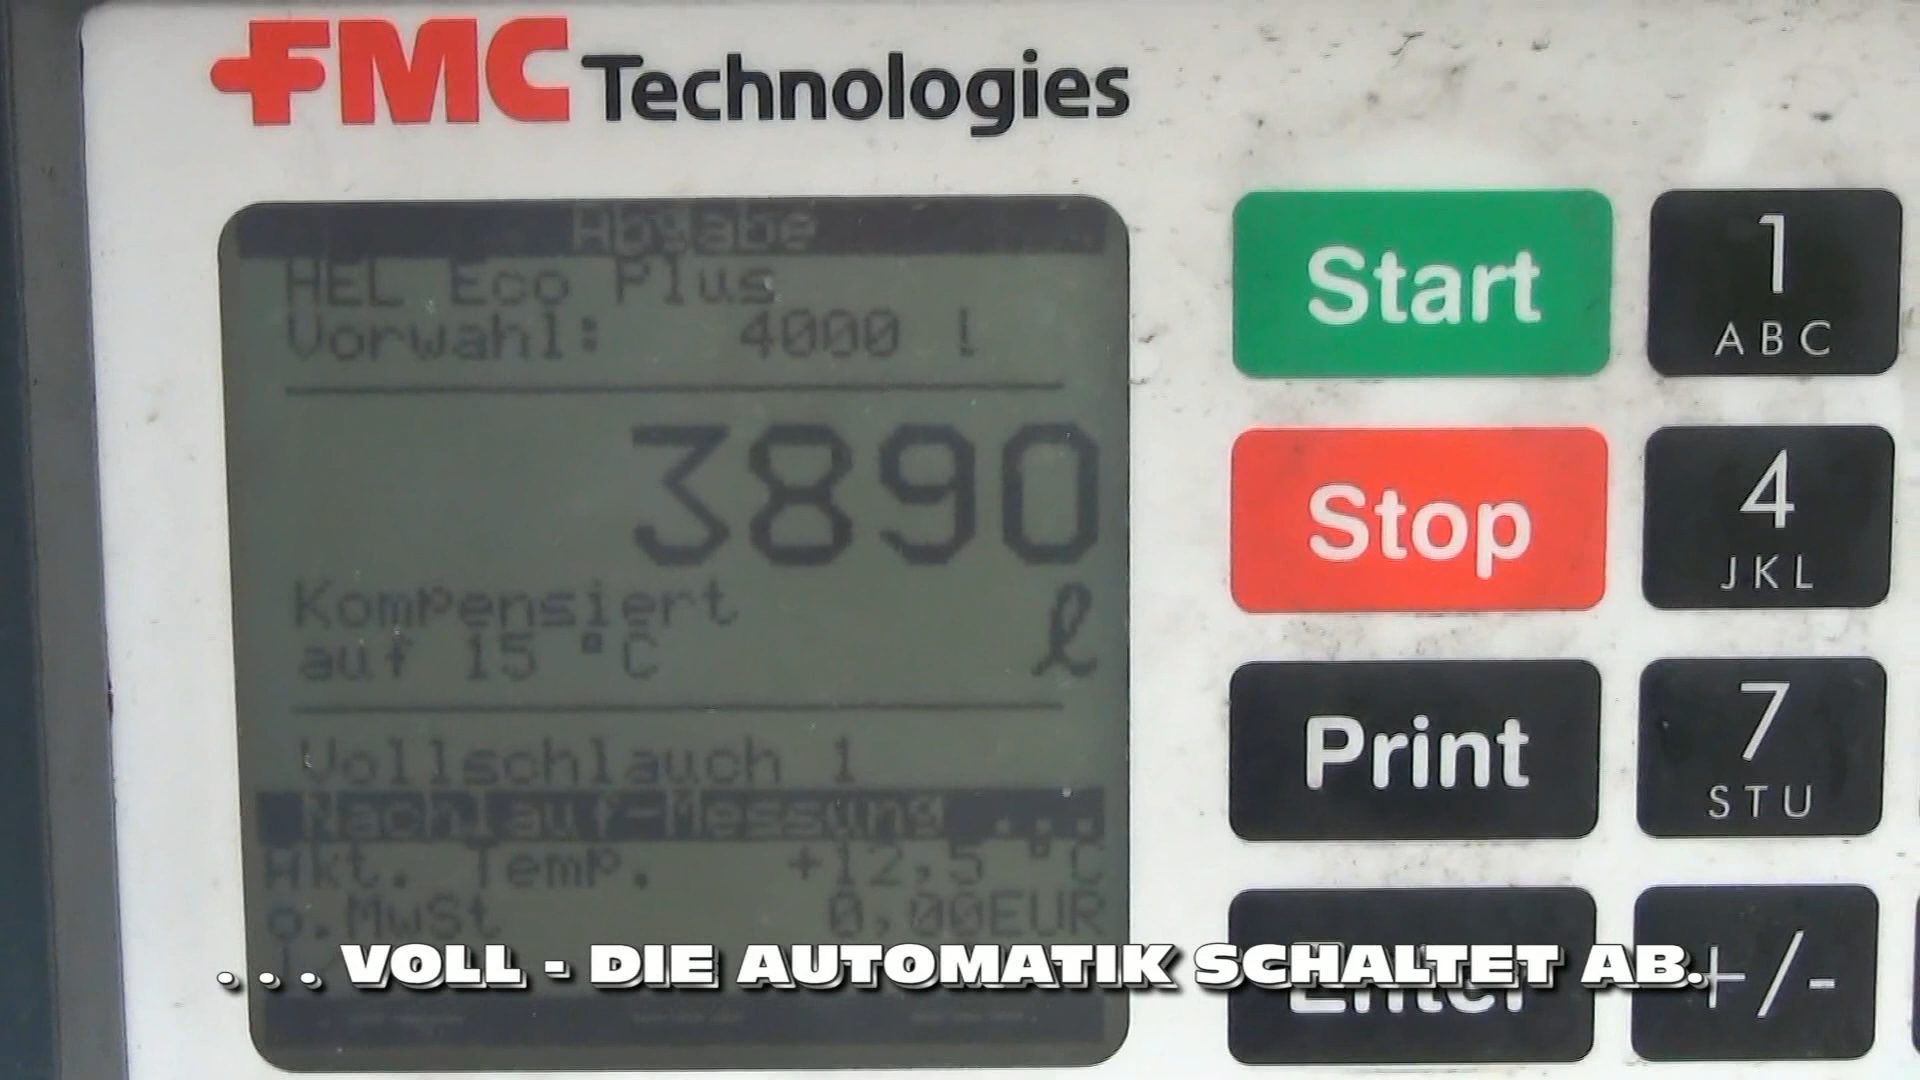 FMC Technologies
Abgabe
HEL Eco Plus
Vorwahl: 4000 l
3890
Kompensiert
auf 15 °C
ℓ
Vollschlauch 1
Nachlauf-Messung ...
Akt. Temp. +12,5 °C
o.MwSt 0,00EUR
Start
1
ABC
Stop
4
JKL
Print
7
STU
Enter
+/-
. . . VOLL - DIE AUTOMATIK SCHALTET AB.